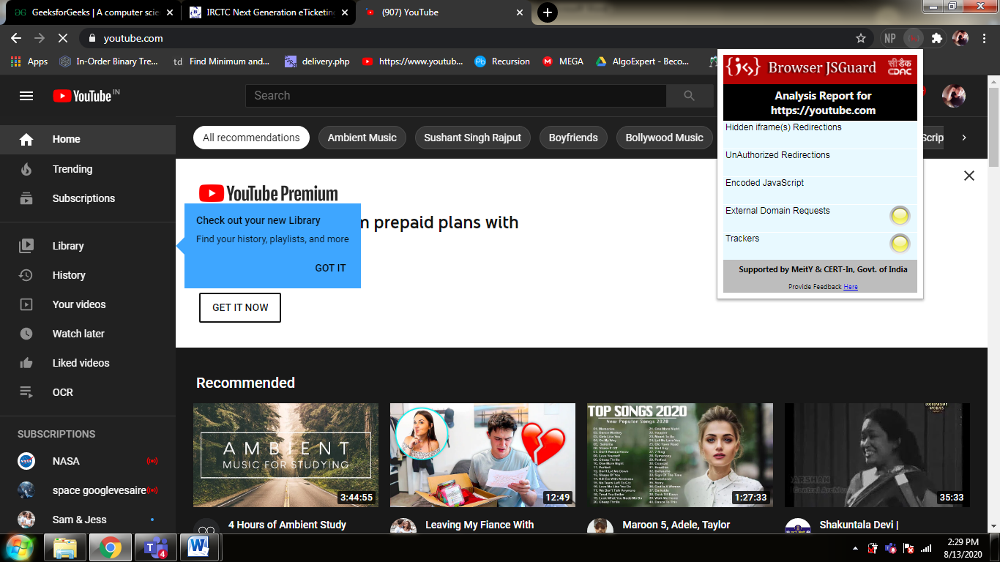 GeeksforGeeks | A computer scie
IRCTC Next Generation eTicketing
(907) YouTube
youtube.com
NP
Apps
In-Order Binary Tre...
td Find Minimum and...
delivery.php
https://www.youtub...
Recursion
MEGA
AlgoExpert - Beco...
YouTube IN
Search
Home
Trending
Subscriptions
Library
History
Your videos
Watch later
Liked videos
OCR
SUBSCRIPTIONS
NASA
space googlevesaire
Sam & Jess
All recommendations
Ambient Music
Sushant Singh Rajput
Boyfriends
Bollywood Music
Scrip
YouTube Premium
m prepaid plans with
Check out your new Library
Find your history, playlists, and more
GOT IT
GET IT NOW
{js} Browser JSGuard सी डैक CDAC
Analysis Report for
https://youtube.com
Hidden iframe(s) Redirections
UnAuthorized Redirections
Encoded JavaScript
External Domain Requests
Trackers
Supported by MeitY & CERT-In, Govt. of India
Provide Feedback Here
Recommended
AMBIENT
MUSIC FOR STUDYING
3:44:55
12:49
TOP SONGS 2020
New Popular Songs 2020
1:27:33
35:33
4 Hours of Ambient Study
Leaving My Fiance With
Maroon 5, Adele, Taylor
Shakuntala Devi |
4
2:29 PM
8/13/2020